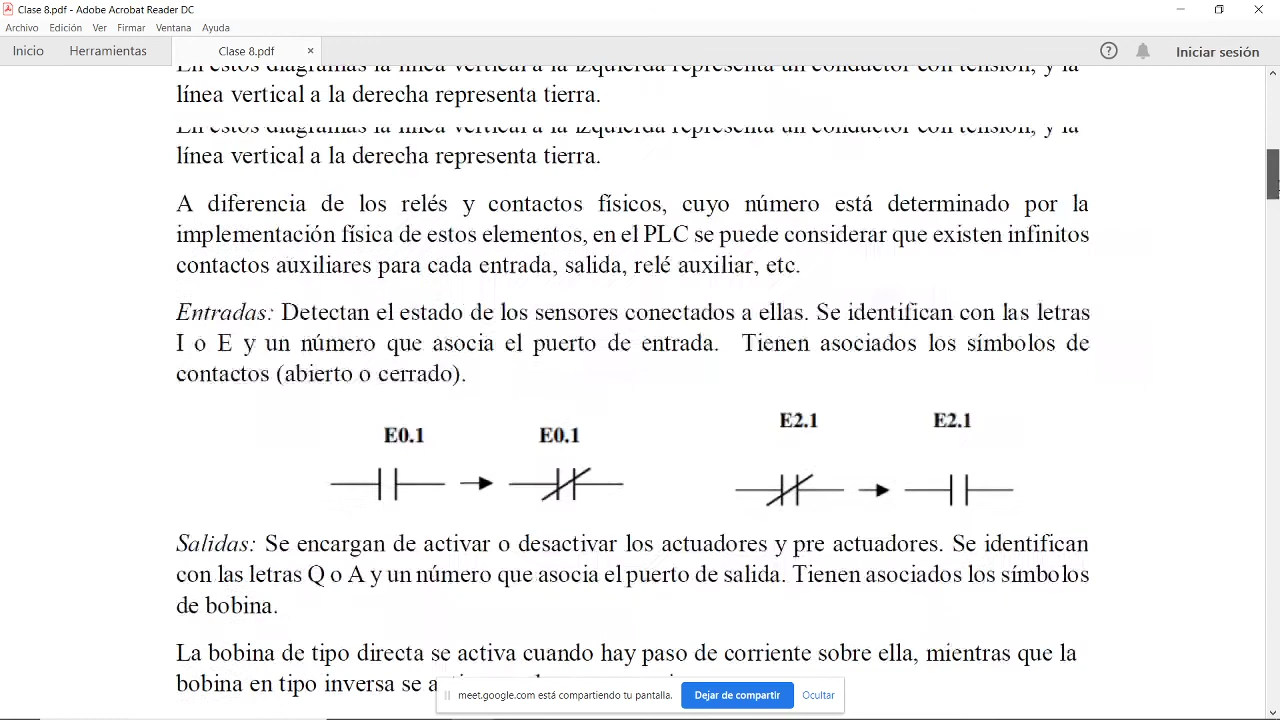 Clase 8.pdf - Adobe Acrobat Reader DC
Archivo Edición Ver Firmar Ventana Ayuda
Inicio Herramientas Clase 8.pdf × Iniciar sesión
En estos diagramas la línea vertical a la izquierda representa un conductor con tensión, y la
línea vertical a la derecha representa tierra.
En estos diagramas la línea vertical a la izquierda representa un conductor con tensión, y la
línea vertical a la derecha representa tierra.
A diferencia de los relés y contactos físicos, cuyo número está determinado por la
implementación física de estos elementos, en el PLC se puede considerar que existen infinitos
contactos auxiliares para cada entrada, salida, relé auxiliar, etc.
Entradas: Detectan el estado de los sensores conectados a ellas. Se identifican con las letras
I o E y un número que asocia el puerto de entrada. Tienen asociados los símbolos de
contactos (abierto o cerrado).
E0.1 E0.1 E2.1 E2.1
Salidas: Se encargan de activar o desactivar los actuadores y pre actuadores. Se identifican
con las letras Q o A y un número que asocia el puerto de salida. Tienen asociados los símbolos
de bobina.
La bobina de tipo directa se activa cuando hay paso de corriente sobre ella, mientras que la
bobina en tipo inversa se
meet.google.com está compartiendo tu pantalla. Dejar de compartir Ocultar